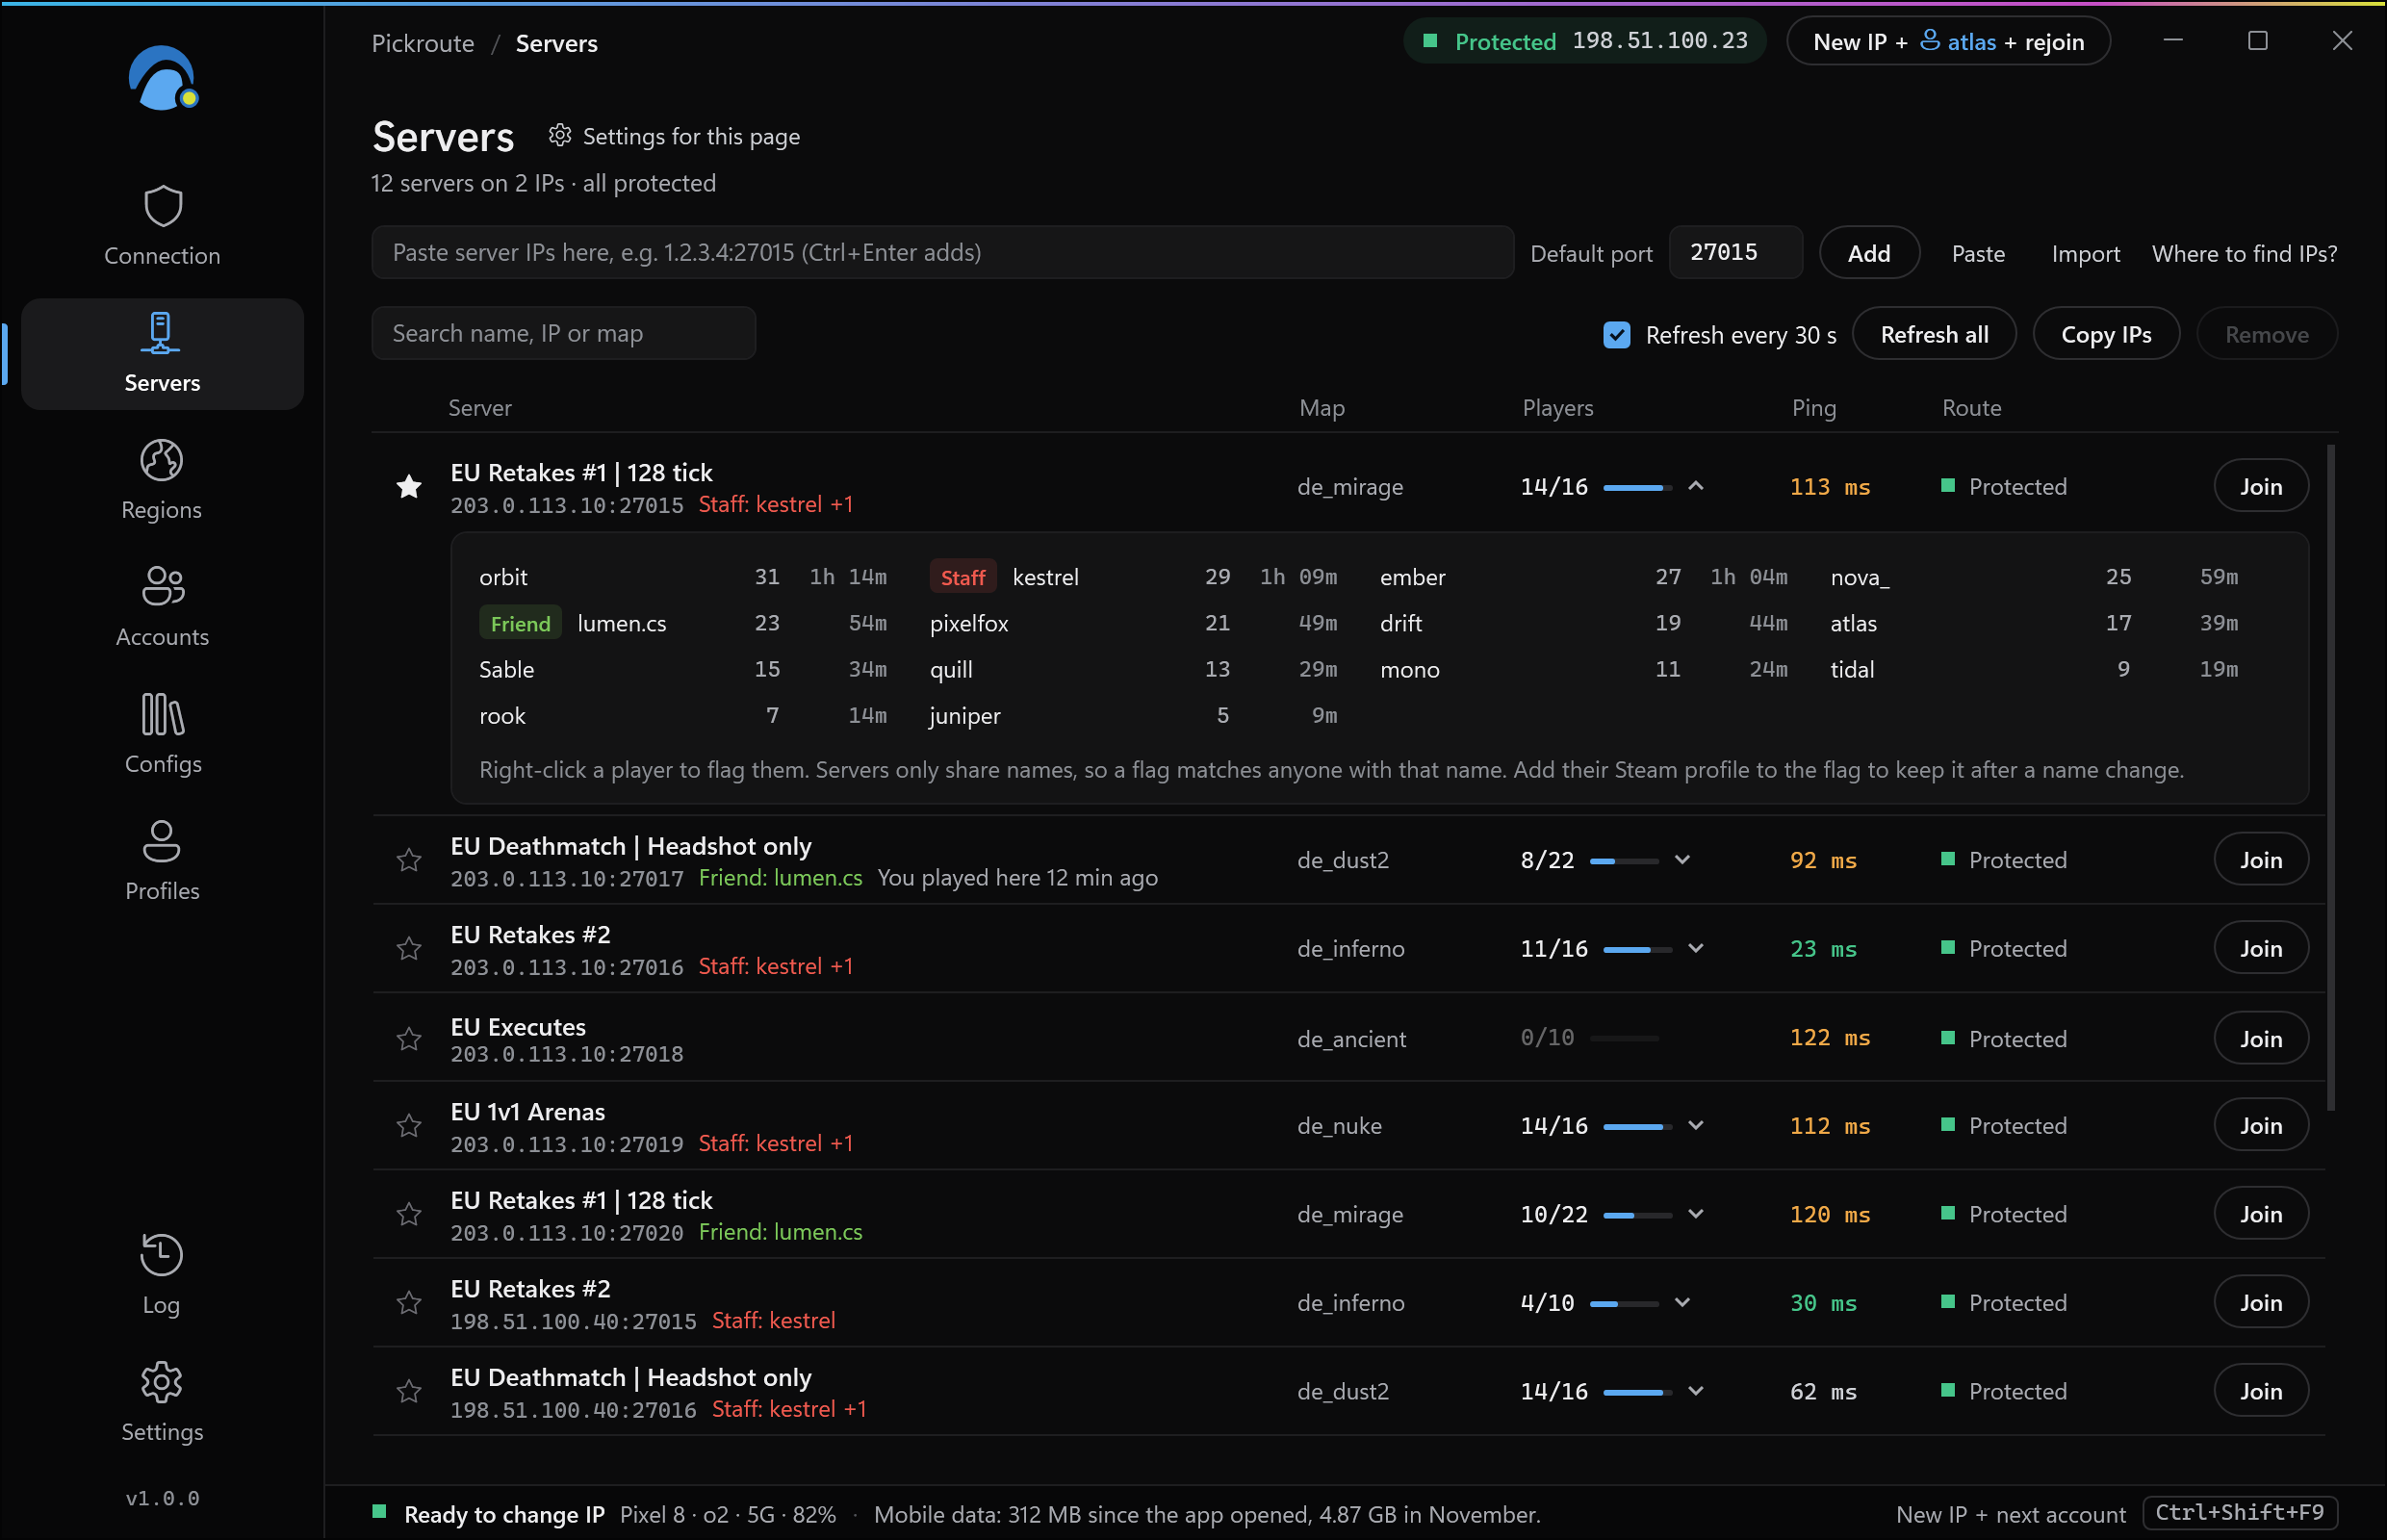 Pickroute / Servers
Protected 198.51.100.23
New IP + atlas + rejoin
Connection
Servers
Regions
Accounts
Configs
Profiles
Log
Settings
v1.0.0
Servers
Settings for this page
12 servers on 2 IPs · all protected
Paste server IPs here, e.g. 1.2.3.4:27015 (Ctrl+Enter adds)
Default port 27015 Add Paste Import Where to find IPs?
Search name, IP or map
Refresh every 30 s Refresh all Copy IPs Remove
Server Map Players Ping Route
EU Retakes #1 | 128 tick
203.0.113.10:27015 Staff: kestrel +1
de_mirage 14/16 113 ms Protected Join
orbit 31 1h 14m Staff kestrel 29 1h 09m ember 27 1h 04m nova_ 25 59m
Friend lumen.cs 23 54m pixelfox 21 49m drift 19 44m atlas 17 39m
Sable 15 34m quill 13 29m mono 11 24m tidal 9 19m
rook 7 14m juniper 5 9m
Right-click a player to flag them. Servers only share names, so a flag matches anyone with that name. Add their Steam profile to the flag to keep it after a name change.
EU Deathmatch | Headshot only
203.0.113.10:27017 Friend: lumen.cs You played here 12 min ago
de_dust2 8/22 92 ms Protected Join
EU Retakes #2
203.0.113.10:27016 Staff: kestrel +1
de_inferno 11/16 23 ms Protected Join
EU Executes
203.0.113.10:27018
de_ancient 0/10 122 ms Protected Join
EU 1v1 Arenas
203.0.113.10:27019 Staff: kestrel +1
de_nuke 14/16 112 ms Protected Join
EU Retakes #1 | 128 tick
203.0.113.10:27020 Friend: lumen.cs
de_mirage 10/22 120 ms Protected Join
EU Retakes #2
198.51.100.40:27015 Staff: kestrel
de_inferno 4/10 30 ms Protected Join
EU Deathmatch | Headshot only
198.51.100.40:27016 Staff: kestrel +1
de_dust2 14/16 62 ms Protected Join
Ready to change IP Pixel 8 · o2 · 5G · 82% · Mobile data: 312 MB since the app opened, 4.87 GB in November.
New IP + next account Ctrl+Shift+F9